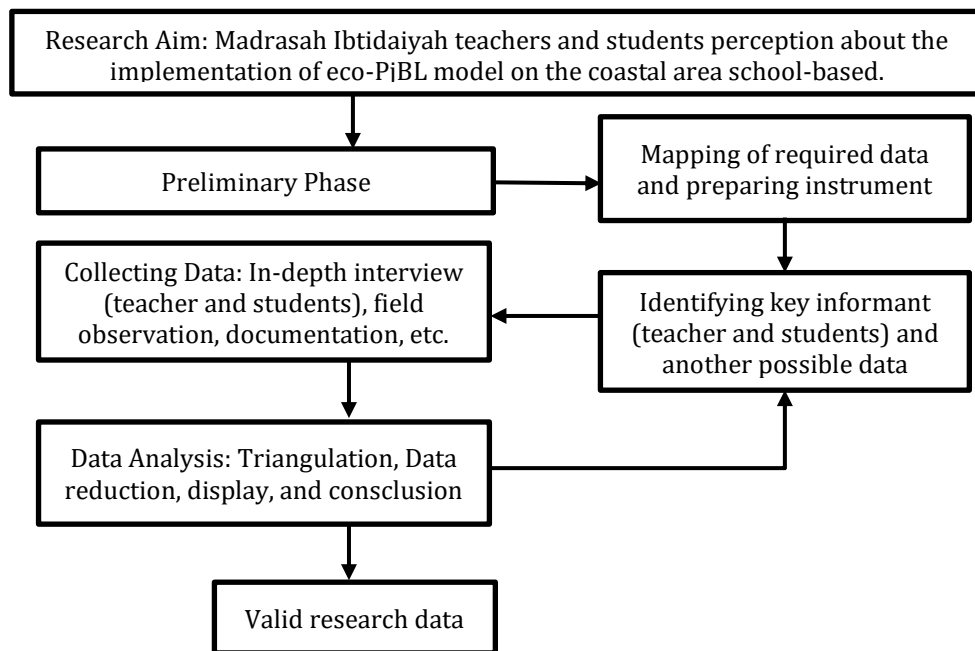 Research Aim: Madrasah Ibtidaiyah teachers and students perception about the
implementation of eco-PjBL model on the coastal area school-based.
Preliminary Phase
Mapping of required data
and preparing instrument
Identifying key informant
(teacher and students) and
another possible data
Collecting Data: In-depth interview
(teacher and students), field
observation, documentation, etc.
Data Analysis: Triangulation, Data
reduction, display, and consclusion
Valid research data